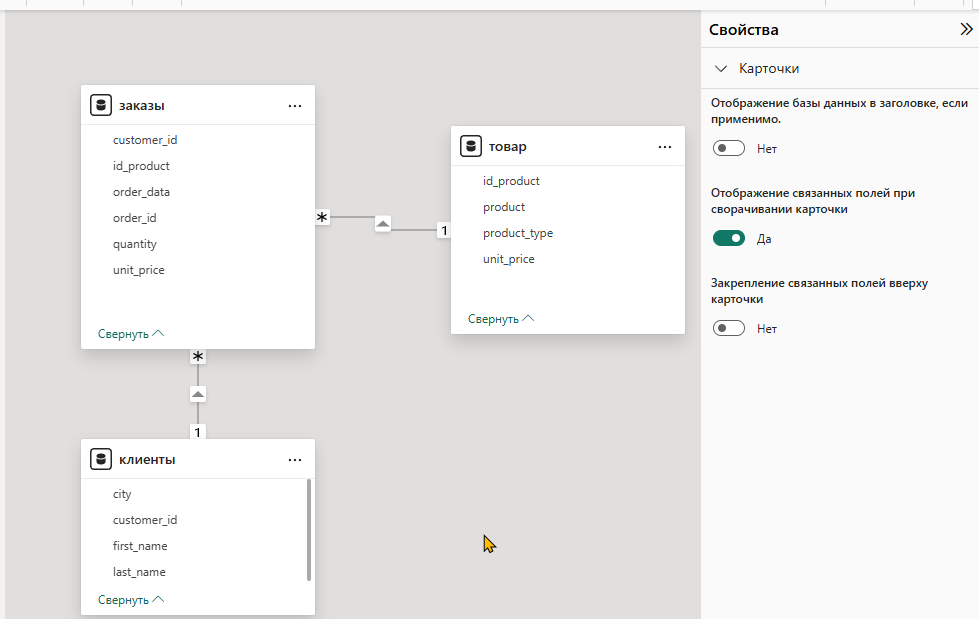 заказы
customer_id
id_product
order_data
order_id
quantity
unit_price
Свернуть
*
1
товар
id_product
product
product_type
unit_price
Свернуть
*
1
клиенты
city
customer_id
first_name
last_name
Свернуть
Свойства
Карточки
Отображение базы данных в заголовке, если
применимо.
Нет
Отображение связанных полей при
сворачивании карточки
Да
Закрепление связанных полей вверху
карточки
Нет